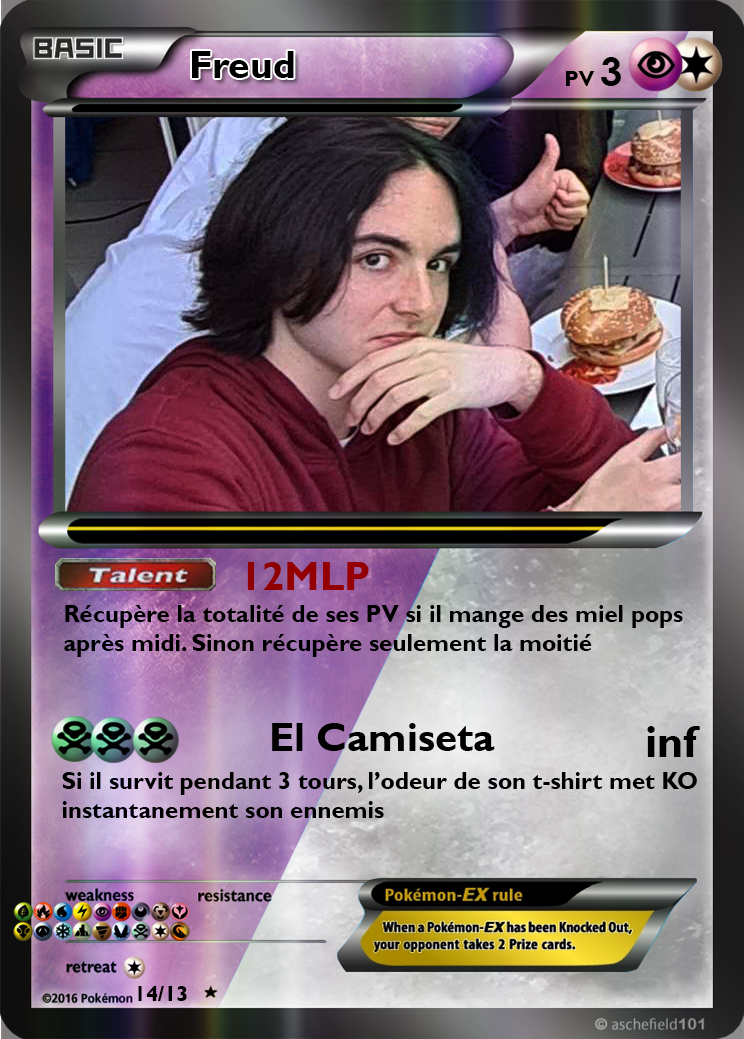 BASIC
Freud
PV 3
Talent 12MLP
Récupère la totalité de ses PV si il mange des miel pops
après midi. Sinon récupère seulement la moitié
El Camiseta inf
Si il survit pendant 3 tours, l'odeur de son t-shirt met KO
instantanement son ennemis
weakness resistance
Pokémon-EX rule
When a Pokémon-EX has been Knocked Out,
your opponent takes 2 Prize cards.
retreat
©2016 Pokémon 14/13
© aschefield101